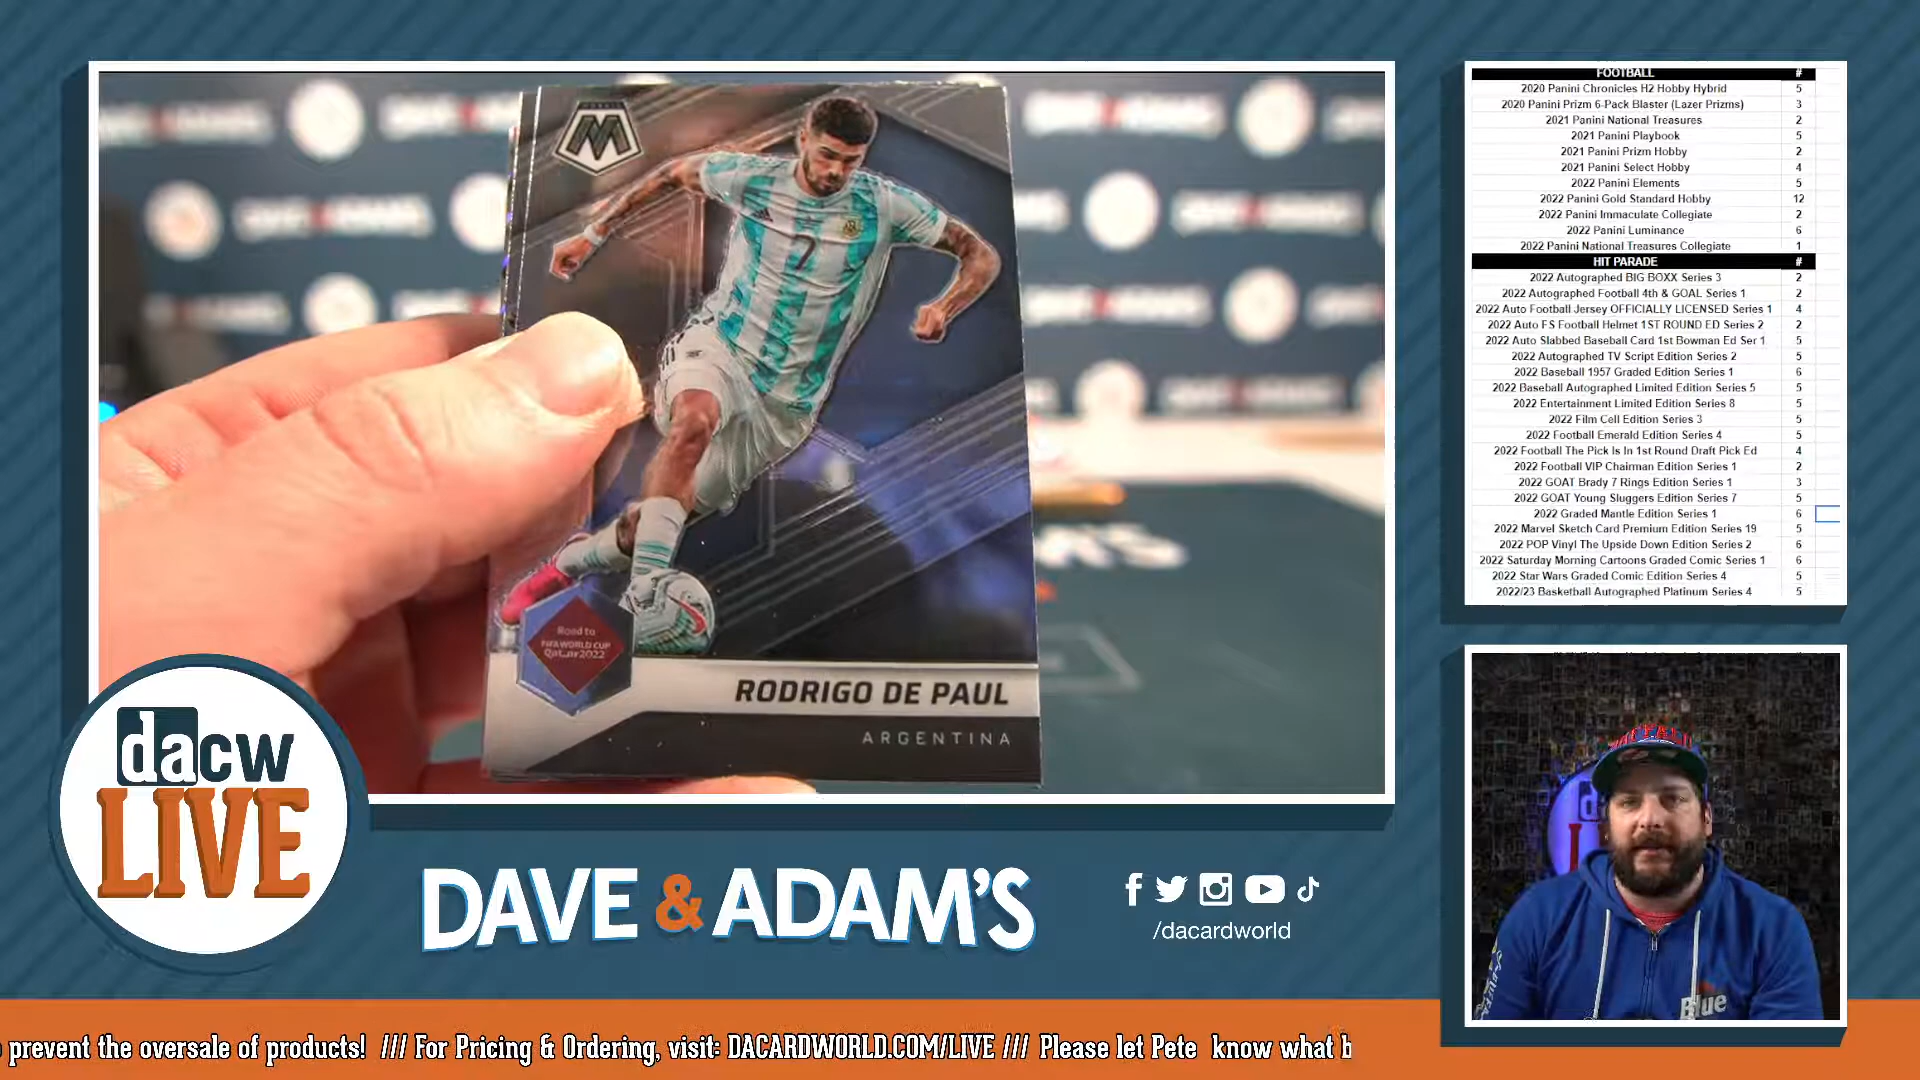 PANINI
M
7
Road to
FIFA WORLD CUP
Qatar2022
RODRIGO DE PAUL
ARGENTINA
dacw
LIVE
DAVE & ADAM'S
/dacardworld
prevent the oversale of products! /// For Pricing & Ordering, visit: DACARDWORLD.COM/LIVE /// Please let Pete know what b
FOOTBALL #
2020 Panini Chronicles H2 Hobby Hybrid 5
2020 Panini Prizm 6-Pack Blaster (Lazer Prizms) 3
2021 Panini National Treasures 2
2021 Panini Playbook 5
2021 Panini Prizm Hobby 2
2021 Panini Select Hobby 4
2022 Panini Elements 5
2022 Panini Gold Standard Hobby 12
2022 Panini Immaculate Collegiate 2
2022 Panini Luminance 6
2022 Panini National Treasures Collegiate 1
HIT PARADE #
2022 Autographed BIG BOXX Series 3 2
2022 Autographed Football 4th & GOAL Series 1 2
2022 Auto Football Jersey OFFICIALLY LICENSED Series 1 4
2022 Auto FS Football Helmet 1ST ROUND ED Series 2 2
2022 Auto Slabbed Baseball Card 1st Bowman Ed Ser 1 5
2022 Autographed TV Script Edition Series 2 5
2022 Baseball 1957 Graded Edition Series 1 6
2022 Baseball Autographed Limited Edition Series 5 5
2022 Entertainment Limited Edition Series 8 5
2022 Film Cell Edition Series 3 5
2022 Football Emerald Edition Series 4 5
2022 Football The Pick Is In 1st Round Draft Pick Ed 4
2022 Football VIP Chairman Edition Series 1 2
2022 GOAT Brady 7 Rings Edition Series 1 3
2022 GOAT Young Sluggers Edition Series 7 5
2022 Graded Mantle Edition Series 1 6
2022 Marvel Sketch Card Premium Edition Series 19 5
2022 POP Vinyl The Upside Down Edition Series 2 6
2022 Saturday Morning Cartoons Graded Comic Series 1 6
2022 Star Wars Graded Comic Edition Series 4 5
2022/23 Basketball Autographed Platinum Series 4 5
Blue